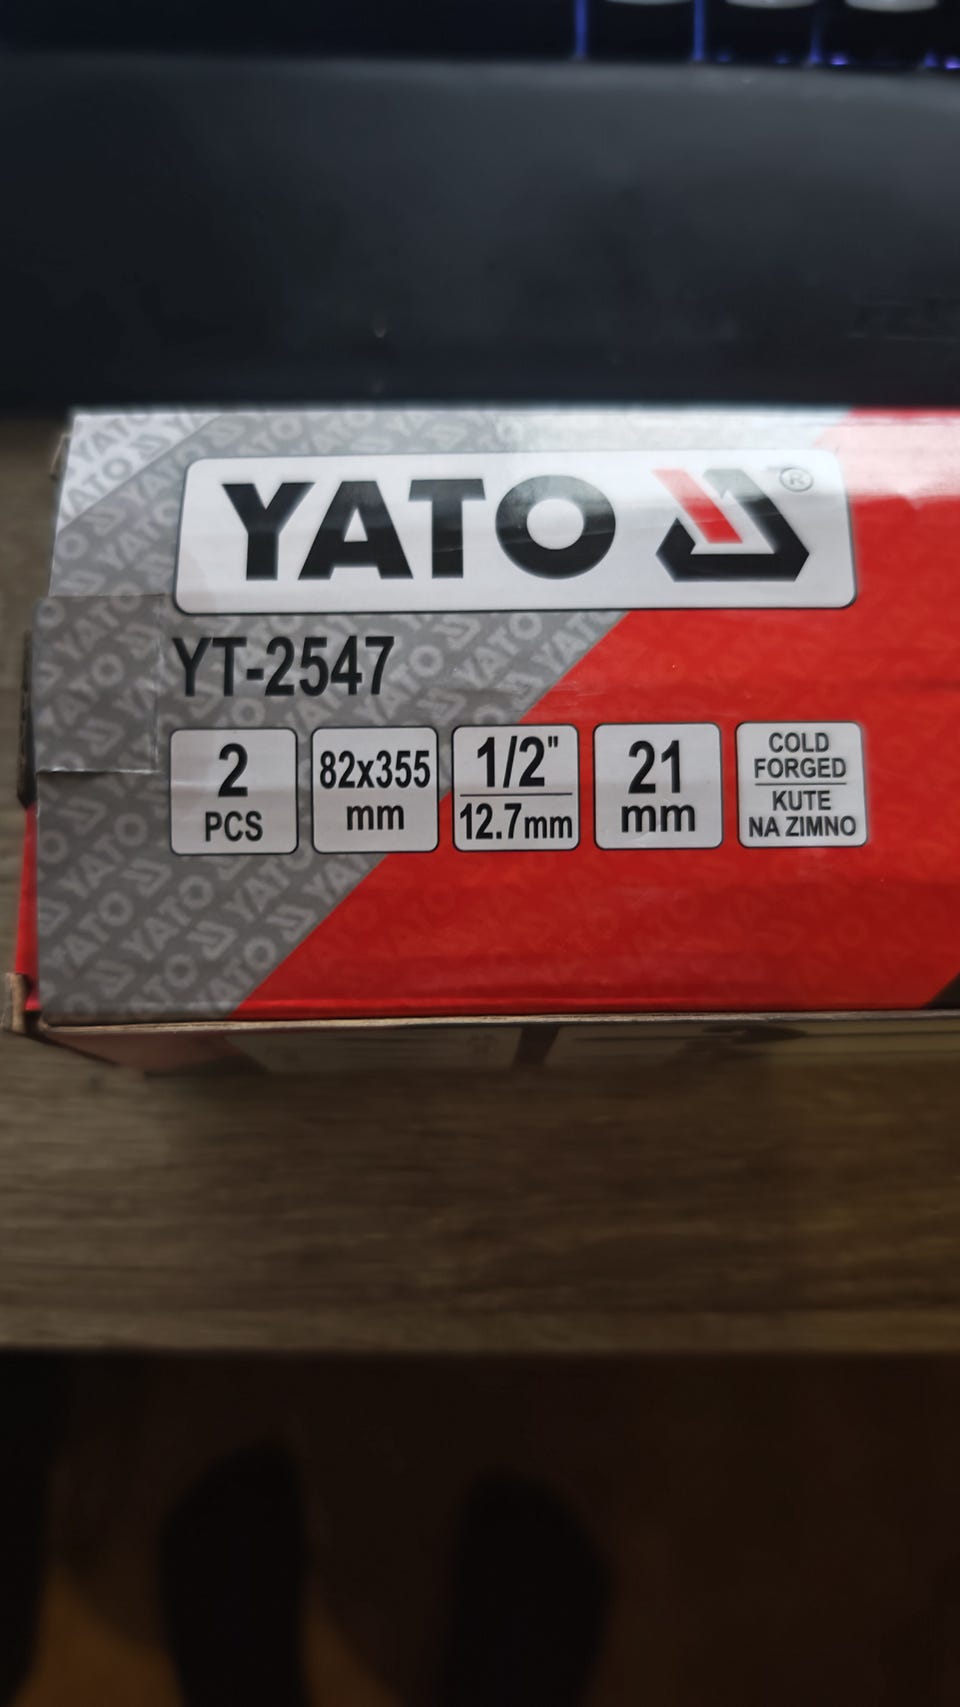 YATO ®
YT-2547
2
PCS
82x355
mm
1/2"
12.7mm
21
mm
COLD
FORGED
KUTE
NA ZIMNO